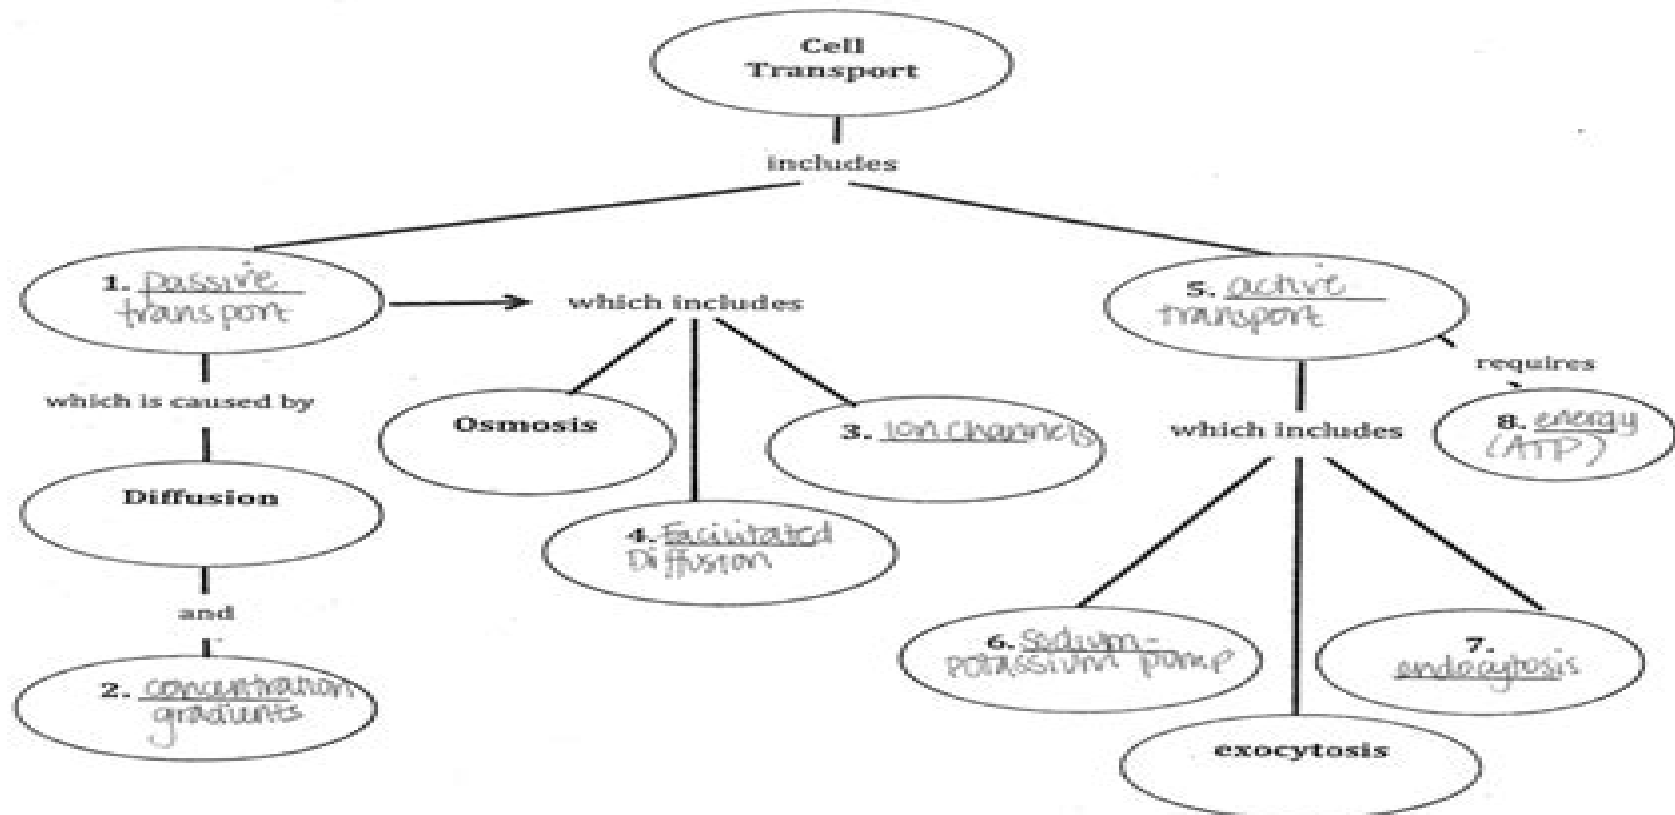 Cell
Transport
includes
1. passive
transport
which includes
5. active
transport
requires
which is caused by
Osmosis
3. ion channels
which includes
8. energy
(ATP)
Diffusion
4. Facilitated
Diffusion
and
6. sodium-
potassium pump
7.
endocytosis
2. concentration
gradients
exocytosis